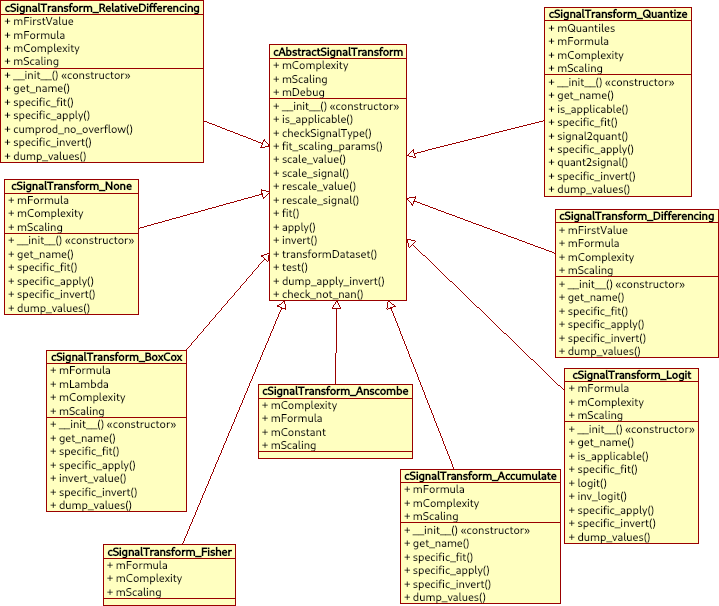 cSignalTransform_RelativeDifferencing
+ mFirstValue
+ mFormula
+ mComplexity
+ mScaling
+ __init__() «constructor»
+ get_name()
+ specific_fit()
+ specific_apply()
+ cumprod_no_overflow()
+ specific_invert()
+ dump_values()
cAbstractSignalTransform
+ mComplexity
+ mScaling
+ mDebug
+ __init__() «constructor»
+ is_applicable()
+ checkSignalType()
+ fit_scaling_params()
+ scale_value()
+ scale_signal()
+ rescale_value()
+ rescale_signal()
+ fit()
+ apply()
+ invert()
+ transformDataset()
+ test()
+ dump_apply_invert()
+ check_not_nan()
cSignalTransform_Quantize
+ mQuantiles
+ mFormula
+ mComplexity
+ mScaling
+ __init__() «constructor»
+ get_name()
+ is_applicable()
+ specific_fit()
+ signal2quant()
+ specific_apply()
+ quant2signal()
+ specific_invert()
+ dump_values()
cSignalTransform_None
+ mFormula
+ mComplexity
+ mScaling
+ __init__() «constructor»
+ get_name()
+ specific_fit()
+ specific_apply()
+ specific_invert()
+ dump_values()
cSignalTransform_Differencing
+ mFirstValue
+ mFormula
+ mComplexity
+ mScaling
+ __init__() «constructor»
+ get_name()
+ specific_fit()
+ specific_apply()
+ specific_invert()
+ dump_values()
cSignalTransform_BoxCox
+ mFormula
+ mLambda
+ mComplexity
+ mScaling
+ __init__() «constructor»
+ get_name()
+ specific_fit()
+ specific_apply()
+ invert_value()
+ specific_invert()
+ dump_values()
cSignalTransform_Anscombe
+ mComplexity
+ mFormula
+ mConstant
+ mScaling
cSignalTransform_Logit
+ mFormula
+ mComplexity
+ mScaling
+ __init__() «constructor»
+ get_name()
+ is_applicable()
+ specific_fit()
+ logit()
+ inv_logit()
+ specific_apply()
+ specific_invert()
+ dump_values()
cSignalTransform_Accumulate
+ mFormula
+ mComplexity
+ mScaling
+ __init__() «constructor»
+ get_name()
+ specific_fit()
+ specific_apply()
+ specific_invert()
+ dump_values()
cSignalTransform_Fisher
+ mFormula
+ mComplexity
+ mScaling